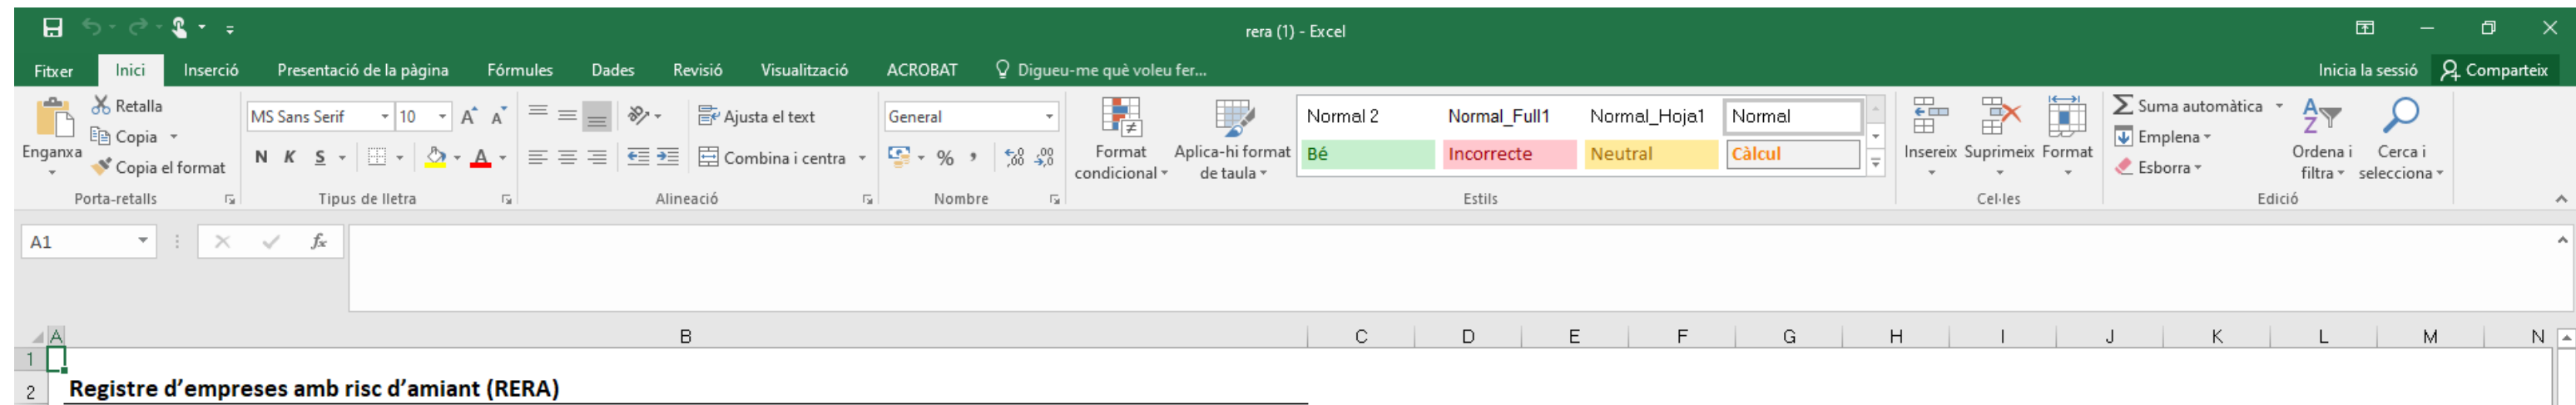 rera (1) - Excel
Fitxer Inici Inserció Presentació de la pàgina Fórmules Dades Revisió Visualització ACROBAT Digueu-me què voleu fer... Inicia la sessió Comparteix
Enganxa
Retalla
Copia
Copia el format
Porta-retalls
MS Sans Serif 10
N K S
Tipus de lletra
Ajusta el text
Combina i centra
Alineació
General
% , ,00 ,0
Nombre
Format condicional
Aplica-hi format de taula
Normal 2 Normal_Full1 Normal_Hoja1 Normal
Bé Incorrecte Neutral Càlcul
Estils
Insereix Suprimeix Format
Cel·les
Suma automàtica
Emplena
Esborra
Ordena i filtra
Cerca i selecciona
Edició
A1 fx
A B C D E F G H I J K L M N
1
2 Registre d'empreses amb risc d'amiant (RERA)